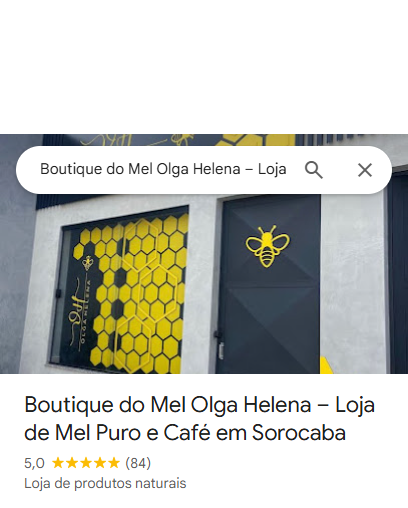 Boutique do Mel Olga Helena – Loja
OLGA HELENA
Boutique do Mel Olga Helena – Loja
de Mel Puro e Café em Sorocaba
5,0 ★★★★★ (84)
Loja de produtos naturais